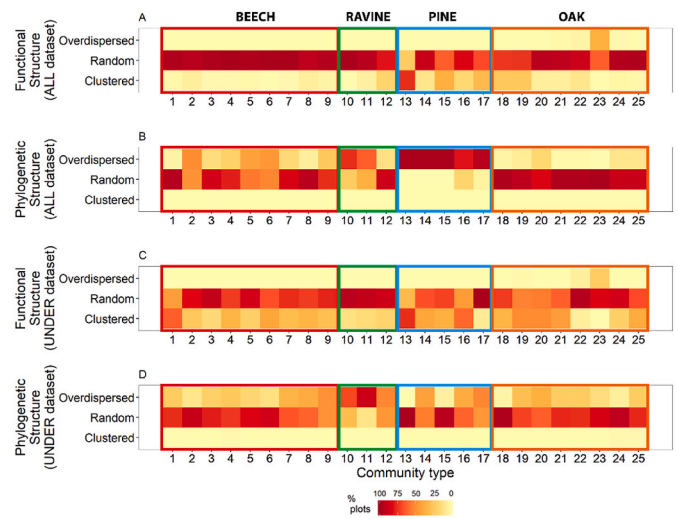 BEECH RAVINE PINE OAK
A
Functional Structure (ALL dataset)
Overdispersed
Random
Clustered
1 2 3 4 5 6 7 8 9 10 11 12 13 14 15 16 17 18 19 20 21 22 23 24 25
B
Phylogenetic Structure (ALL dataset)
Overdispersed
Random
Clustered
1 2 3 4 5 6 7 8 9 10 11 12 13 14 15 16 17 18 19 20 21 22 23 24 25
C
Functional Structure (UNDER dataset)
Overdispersed
Random
Clustered
1 2 3 4 5 6 7 8 9 10 11 12 13 14 15 16 17 18 19 20 21 22 23 24 25
D
Phylogenetic Structure (UNDER dataset)
Overdispersed
Random
Clustered
1 2 3 4 5 6 7 8 9 10 11 12 13 14 15 16 17 18 19 20 21 22 23 24 25
Community type
% plots
100 75 50 25 0